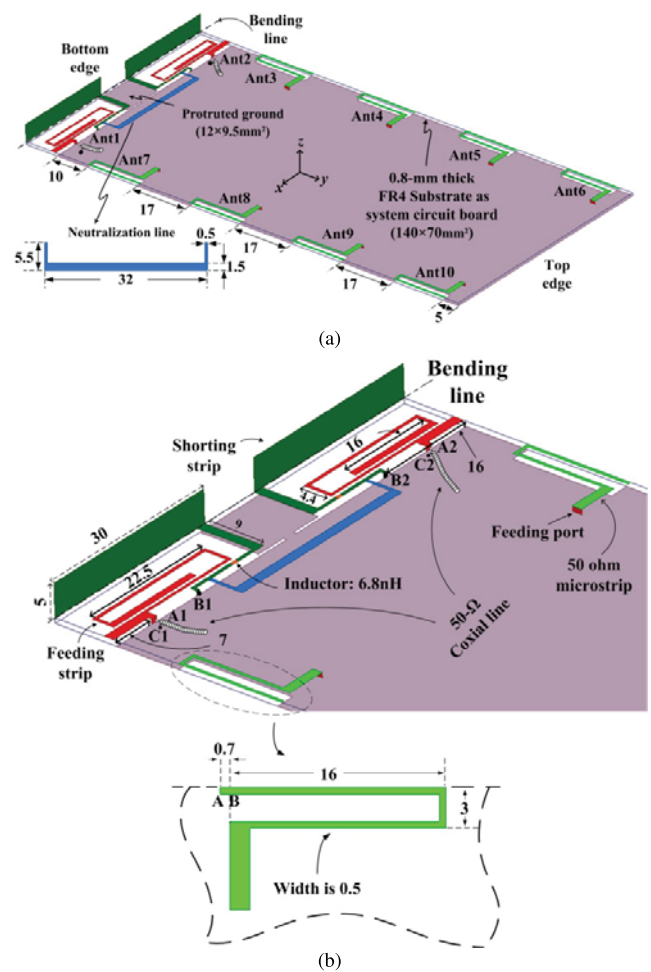 Bending
line
Bottom
edge
Ant2
Ant3
Protruted ground
(12×9.5mm²)
Ant4
Ant1
z
x
y
0.8-mm thick
FR4 Substrate as
system circuit board
(140×70mm²)
Ant5
Ant6
Ant7
10
17
Ant8
Neutralization line
17
Ant9
0.5
5.5
1.5
32
17
Ant10
Top
edge
5
(a)
Bending
line
Shorting
strip
16
A2
C2
16
B2
4.4
Feeding port
50 ohm
microstrip
30
9
22.5
Inductor: 6.8nH
5
B1
A1
C1
7
50-Ω
Coxial line
Feeding
strip
0.7
16
A B
3
Width is 0.5
(b)